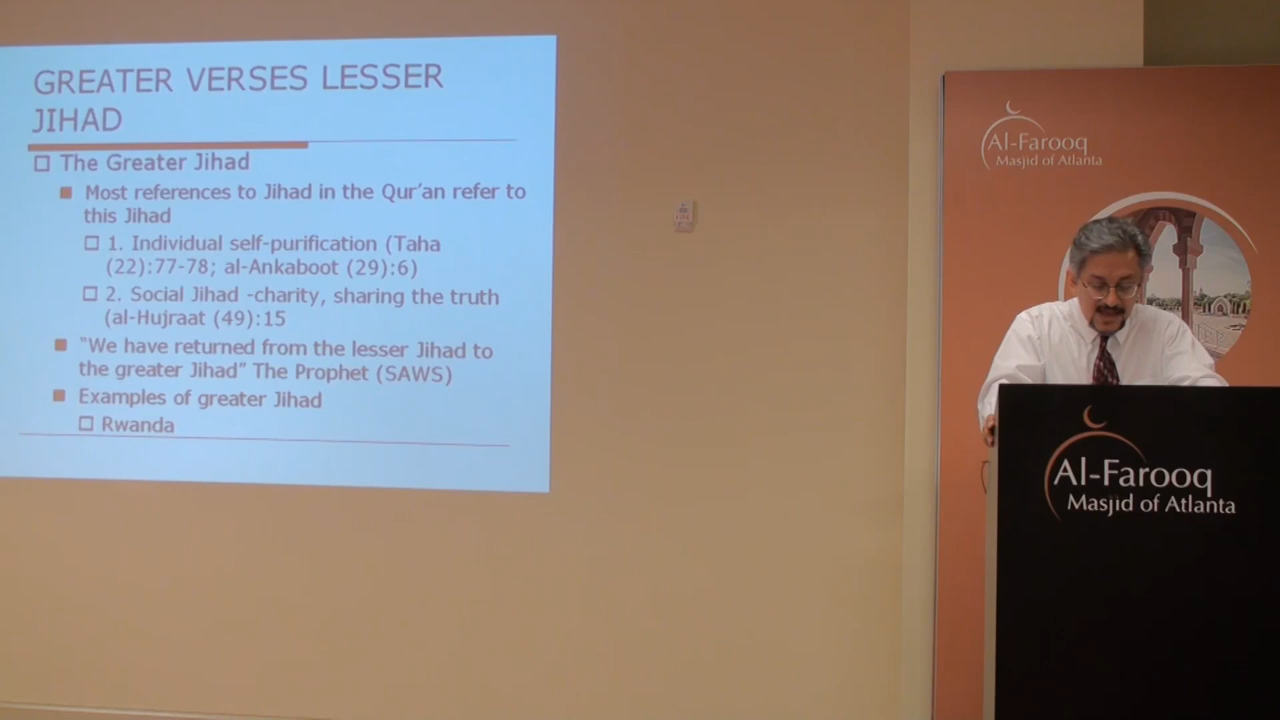 GREATER VERSES LESSER
JIHAD
The Greater Jihad
Most references to Jihad in the Qur'an refer to
this Jihad
1. Individual self-purification (Taha
(22):77-78; al-Ankaboot (29):6)
2. Social Jihad -charity, sharing the truth
(al-Hujraat (49):15
"We have returned from the lesser Jihad to
the greater Jihad" The Prophet (SAWS)
Examples of greater Jihad
Rwanda
Al-Farooq
Masjid of Atlanta
Al-Farooq
Masjid of Atlanta